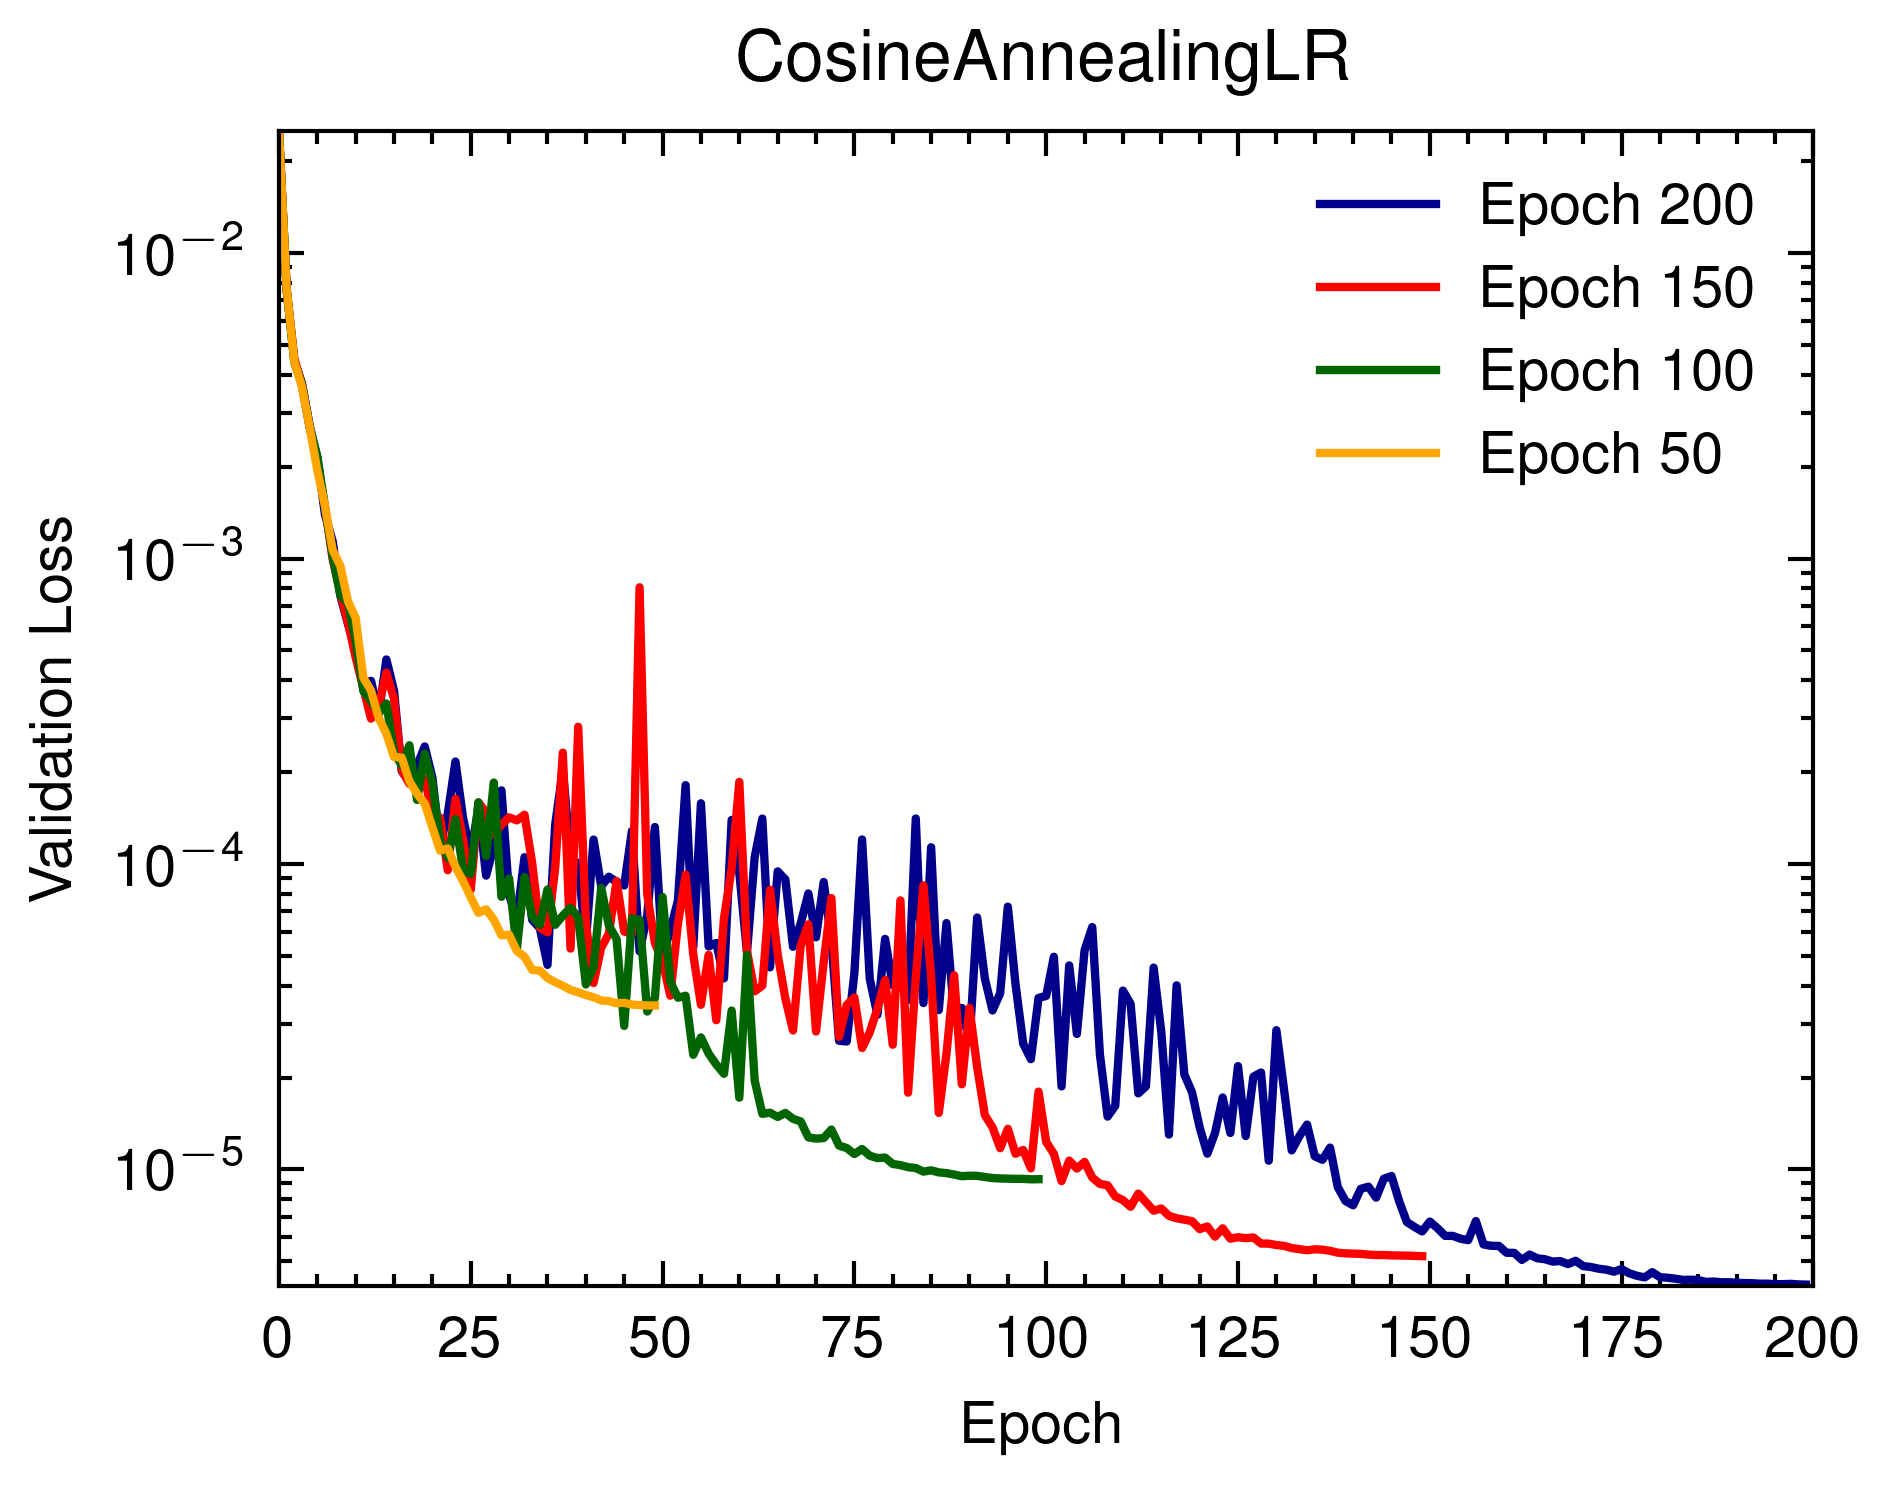 CosineAnnealingLR
Epoch 200
Epoch 150
Epoch 100
Epoch 50
Validation Loss
10⁻²
10⁻³
10⁻⁴
10⁻⁵
0 25 50 75 100 125 150 175 200
Epoch